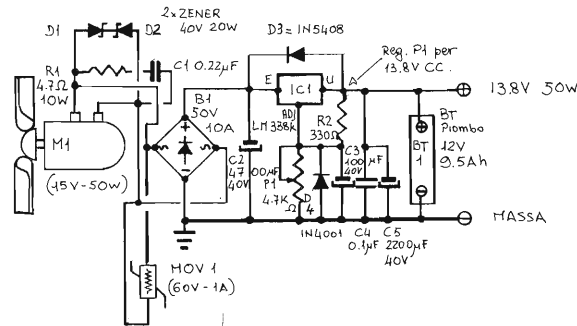 2x ZENER
40V 20W
D1
D2
D3=1N5408
C1 0.22µF
R1
4.7Ω
10W
Reg. P1 per
13.8V CC.
A
E
IC1
U
ADJ
LM338K
13.8V 50W
B1
50V
10A
M1
(15V-50W)
R2
330Ω
BT
Piombo
12V
9.5Ah
BT
1
C2
4700µF
40V
P1
4.7K
Ω
D
4
1N4001
C3
100µF
40V
C4
0.1µF
C5
2200µF
40V
MASSA
MOV 1
(60V-1A)